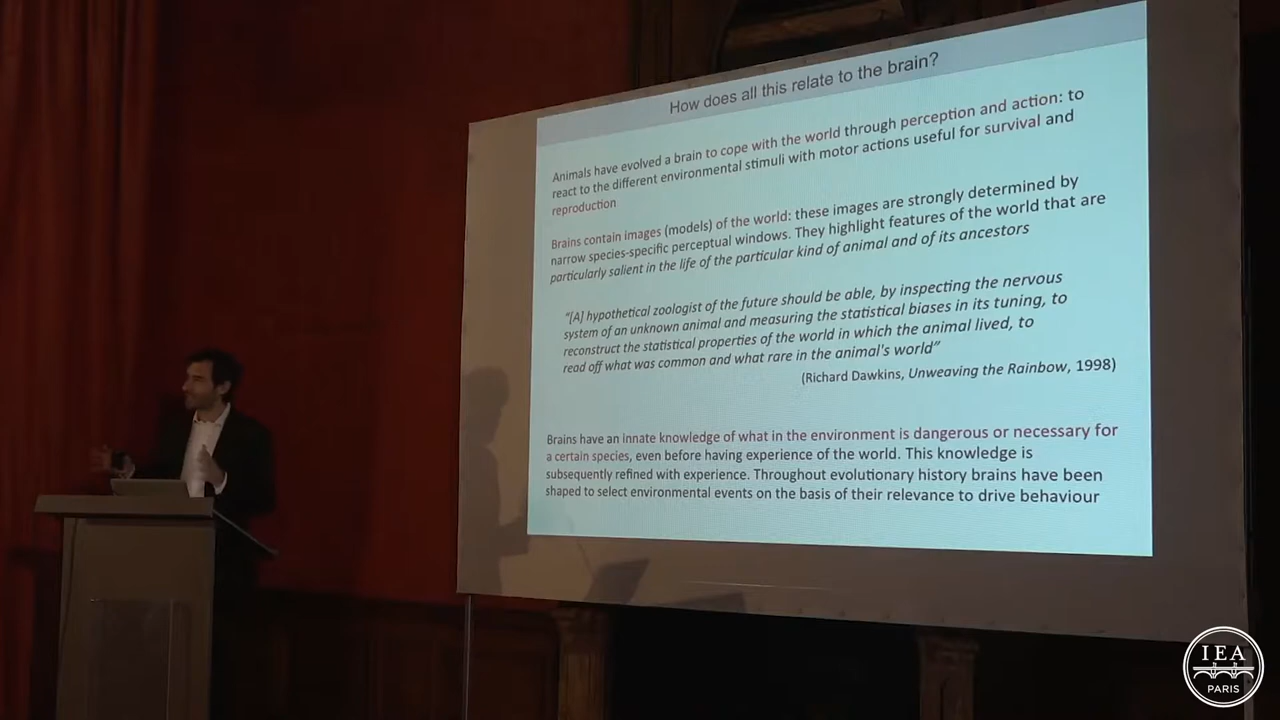 How does all this relate to the brain?
Animals have evolved a brain to cope with the world through perception and action: to
react to the different environmental stimuli with motor actions useful for survival and
reproduction
Brains contain images (models) of the world: these images are strongly determined by
narrow species-specific perceptual windows. They highlight features of the world that are
particularly salient in the life of the particular kind of animal and of its ancestors
“[A] hypothetical zoologist of the future should be able, by inspecting the nervous
system of an unknown animal and measuring the statistical biases in its tuning, to
reconstruct the statistical properties of the world in which the animal lived, to
read off what was common and what rare in the animal's world”
(Richard Dawkins, Unweaving the Rainbow, 1998)
Brains have an innate knowledge of what in the environment is dangerous or necessary for
a certain species, even before having experience of the world. This knowledge is
subsequently refined with experience. Throughout evolutionary history brains have been
shaped to select environmental events on the basis of their relevance to drive behaviour
IEA
PARIS